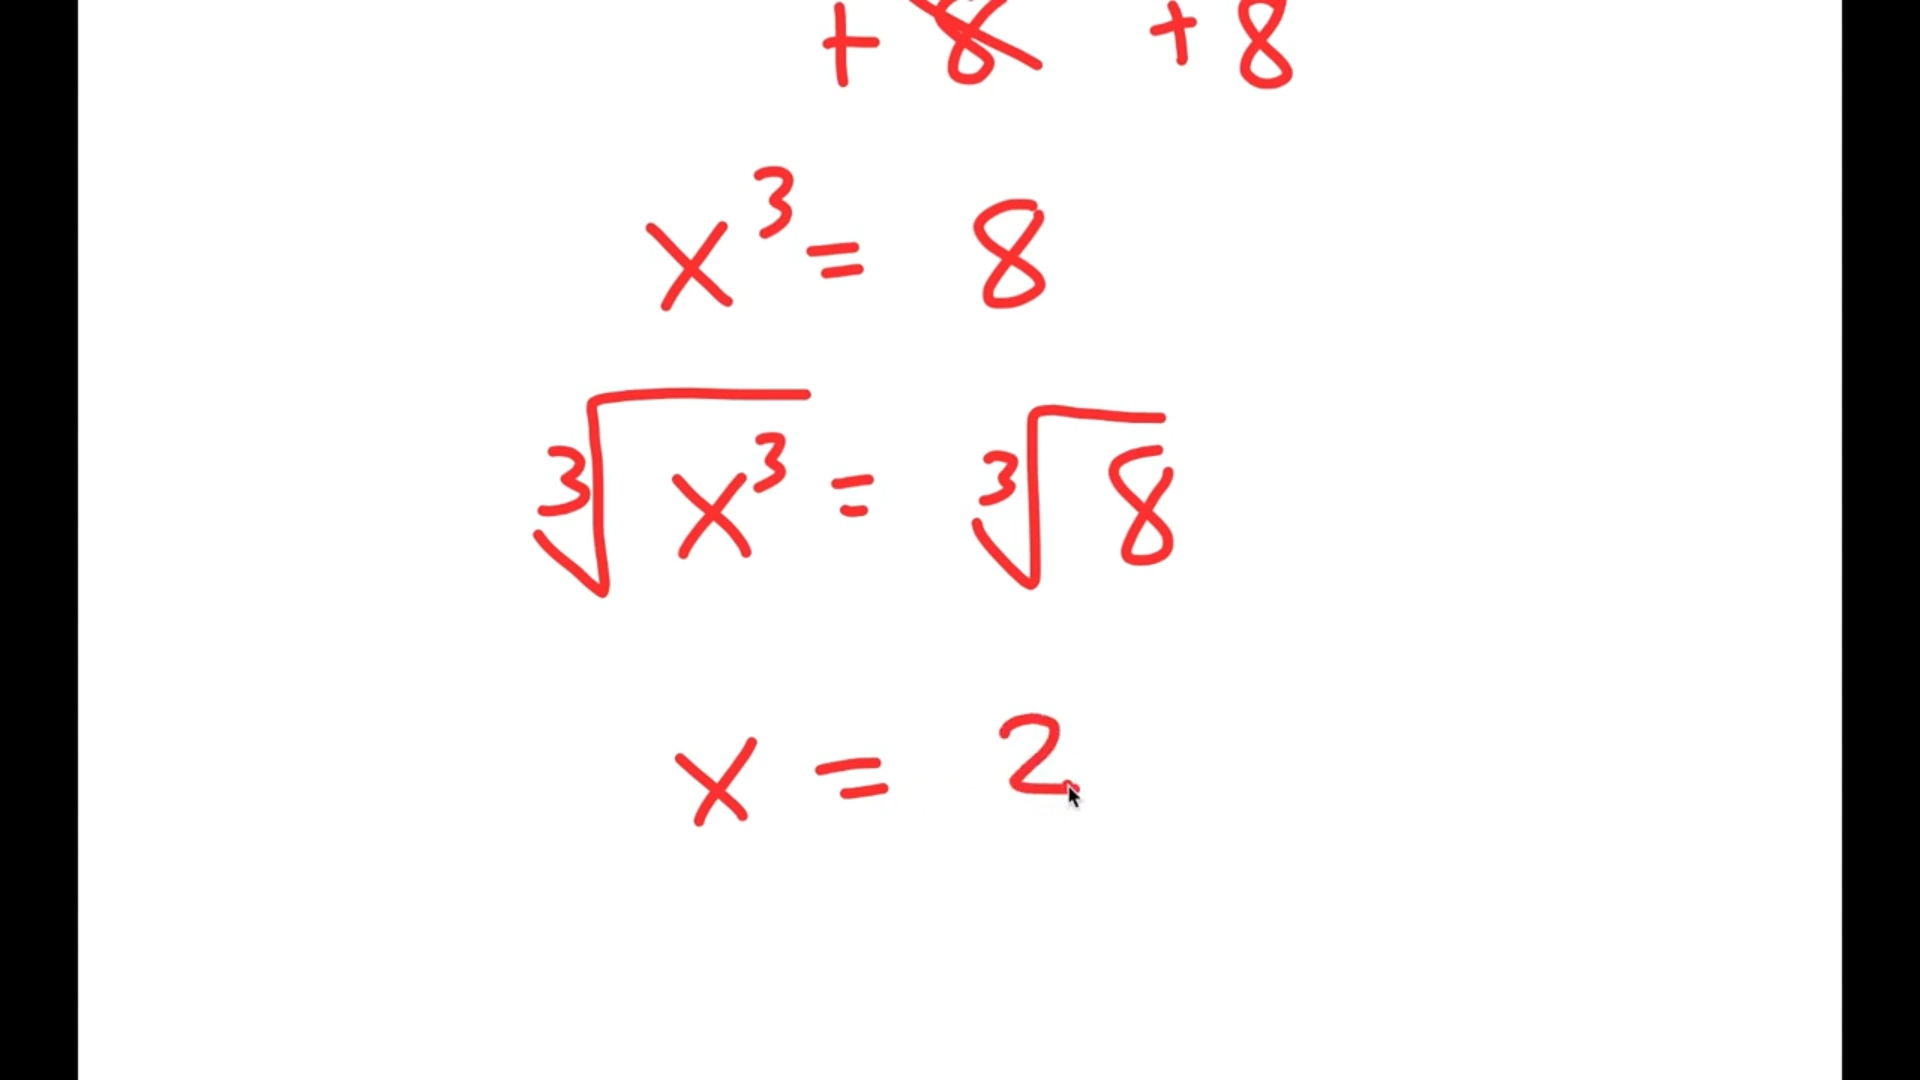 + 8 + 8
x³ = 8
∛x³ = ∛8
x = 2